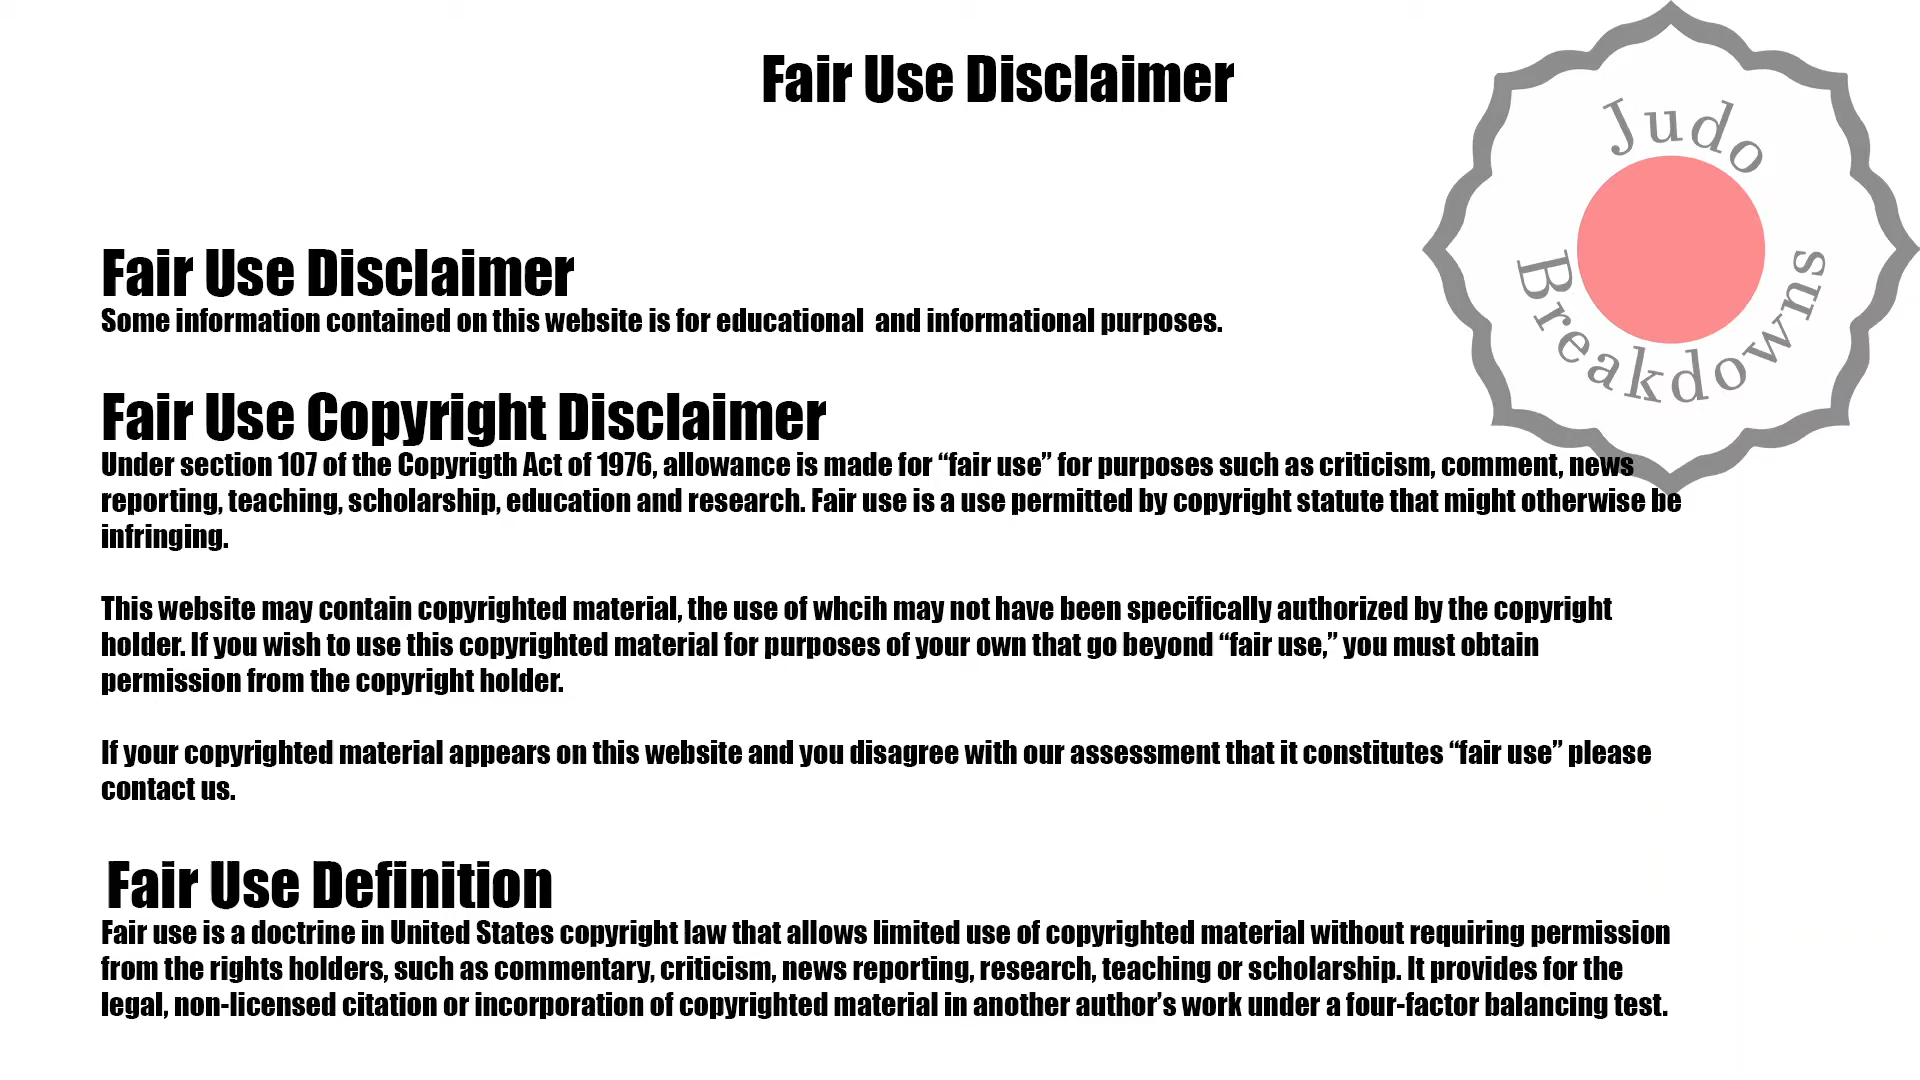 Fair Use Disclaimer
Judo
Breakdowns
Fair Use Disclaimer
Some information contained on this website is for educational  and informational purposes.
Fair Use Copyright Disclaimer
Under section 107 of the Copyrigth Act of 1976, allowance is made for “fair use” for purposes such as criticism, comment, news
reporting, teaching, scholarship, education and research. Fair use is a use permitted by copyright statute that might otherwise be
infringing.
This website may contain copyrighted material, the use of whcih may not have been specifically authorized by the copyright
holder. If you wish to use this copyrighted material for purposes of your own that go beyond “fair use,” you must obtain
permission from the copyright holder.
If your copyrighted material appears on this website and you disagree with our assessment that it constitutes “fair use” please
contact us.
Fair Use Definition
Fair use is a doctrine in United States copyright law that allows limited use of copyrighted material without requiring permission
from the rights holders, such as commentary, criticism, news reporting, research, teaching or scholarship. It provides for the
legal, non-licensed citation or incorporation of copyrighted material in another author’s work under a four-factor balancing test.